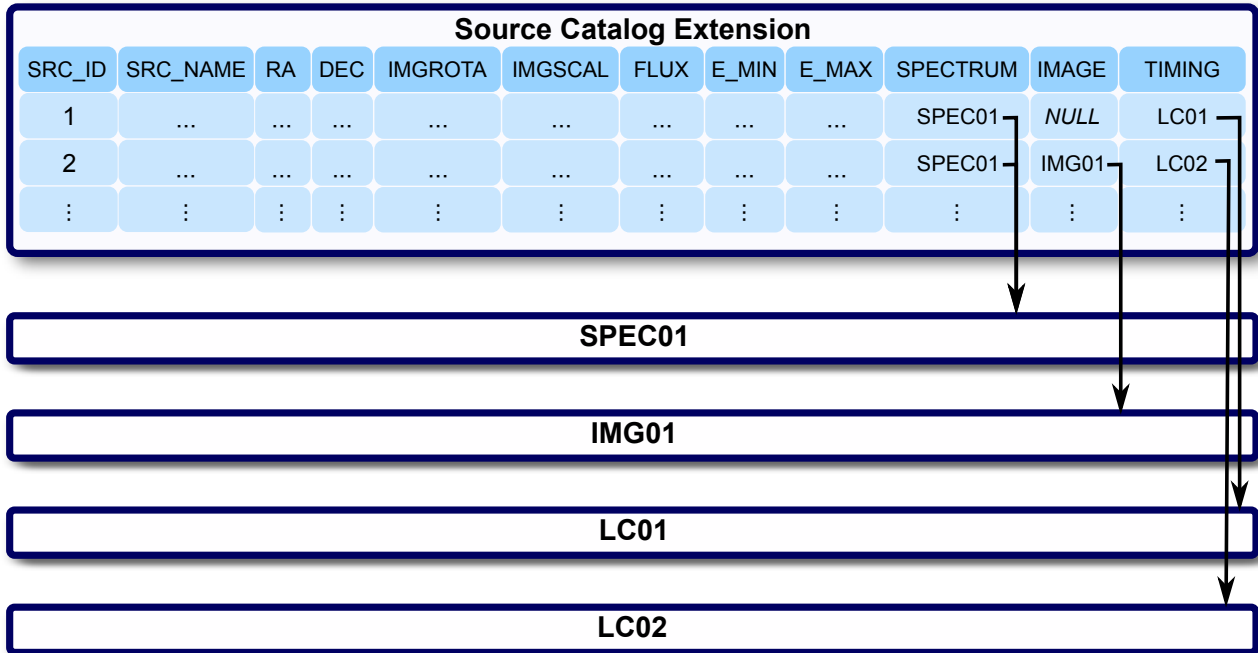 Source Catalog Extension
SRC_ID SRC_NAME RA DEC IMGROTA IMGSCAL FLUX E_MIN E_MAX SPECTRUM IMAGE TIMING
1 ... ... ... ... ... ... ... ... SPEC01 NULL LC01
2 ... ... ... ... ... ... ... ... SPEC01 IMG01 LC02
⋮ ⋮ ⋮ ⋮ ⋮ ⋮ ⋮ ⋮ ⋮ ⋮ ⋮ ⋮
SPEC01
IMG01
LC01
LC02